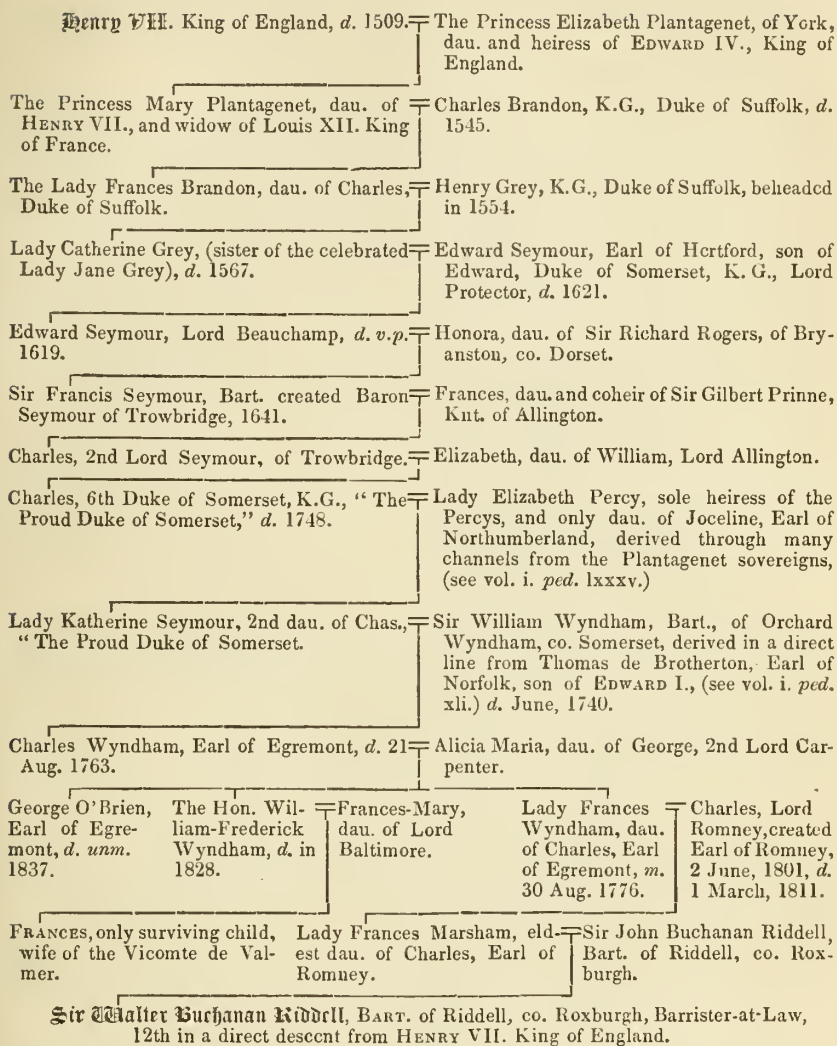 Henry VII. King of England, d. 1509.
The Princess Elizabeth Plantagenet, of York,
dau. and heiress of EDWARD IV., King of
England.
The Princess Mary Plantagenet, dau. of
HENRY VII., and widow of Louis XII. King
of France.
Charles Brandon, K.G., Duke of Suffolk, d.
1545.
The Lady Frances Brandon, dau. of Charles,
Duke of Suffolk.
Henry Grey, K.G., Duke of Suffolk, beheaded
in 1554.
Lady Catherine Grey, (sister of the celebrated
Lady Jane Grey), d. 1567.
Edward Seymour, Earl of Hertford, son of
Edward, Duke of Somerset, K. G., Lord
Protector, d. 1621.
Edward Seymour, Lord Beauchamp, d. v.p.
1619.
Honora, dau. of Sir Richard Rogers, of Bry-
anston, co. Dorset.
Sir Francis Seymour, Bart. created Baron
Seymour of Trowbridge, 1641.
Frances, dau. and coheir of Sir Gilbert Prinne,
Knt. of Allington.
Charles, 2nd Lord Seymour, of Trowbridge.
Elizabeth, dau. of William, Lord Allington.
Charles, 6th Duke of Somerset, K.G., "The
Proud Duke of Somerset," d. 1748.
Lady Elizabeth Percy, sole heiress of the
Percys, and only dau. of Joceline, Earl of
Northumberland, derived through many
channels from the Plantagenet sovereigns,
(see vol. i. ped. lxxxv.)
Lady Katherine Seymour, 2nd dau. of Chas.,
"The Proud Duke of Somerset.
Sir William Wyndham, Bart., of Orchard
Wyndham, co. Somerset, derived in a direct
line from Thomas de Brotherton, Earl of
Norfolk, son of EDWARD I., (see vol. i. ped.
xli.) d. June, 1740.
Charles Wyndham, Earl of Egremont, d. 21
Aug. 1763.
Alicia Maria, dau. of George, 2nd Lord Car-
penter.
George O'Brien,
Earl of Egre-
mont, d. unm.
1837.
The Hon. Wil-
liam-Frederick
Wyndham, d. in
1828.
Frances-Mary,
dau. of Lord
Baltimore.
Lady Frances
Wyndham, dau.
of Charles, Earl
of Egremont, m.
30 Aug. 1776.
Charles, Lord
Romney, created
Earl of Romney,
2 June, 1801, d.
1 March, 1811.
FRANCES, only surviving child,
wife of the Vicomte de Val-
mer.
Lady Frances Marsham, eld-
est dau. of Charles, Earl of
Romney.
Sir John Buchanan Riddell,
Bart. of Riddell, co. Rox-
burgh.
Sir Walter Buchanan Riddell, BART. of Riddell, co. Roxburgh, Barrister-at-Law,
12th in a direct descent from HENRY VII. King of England.